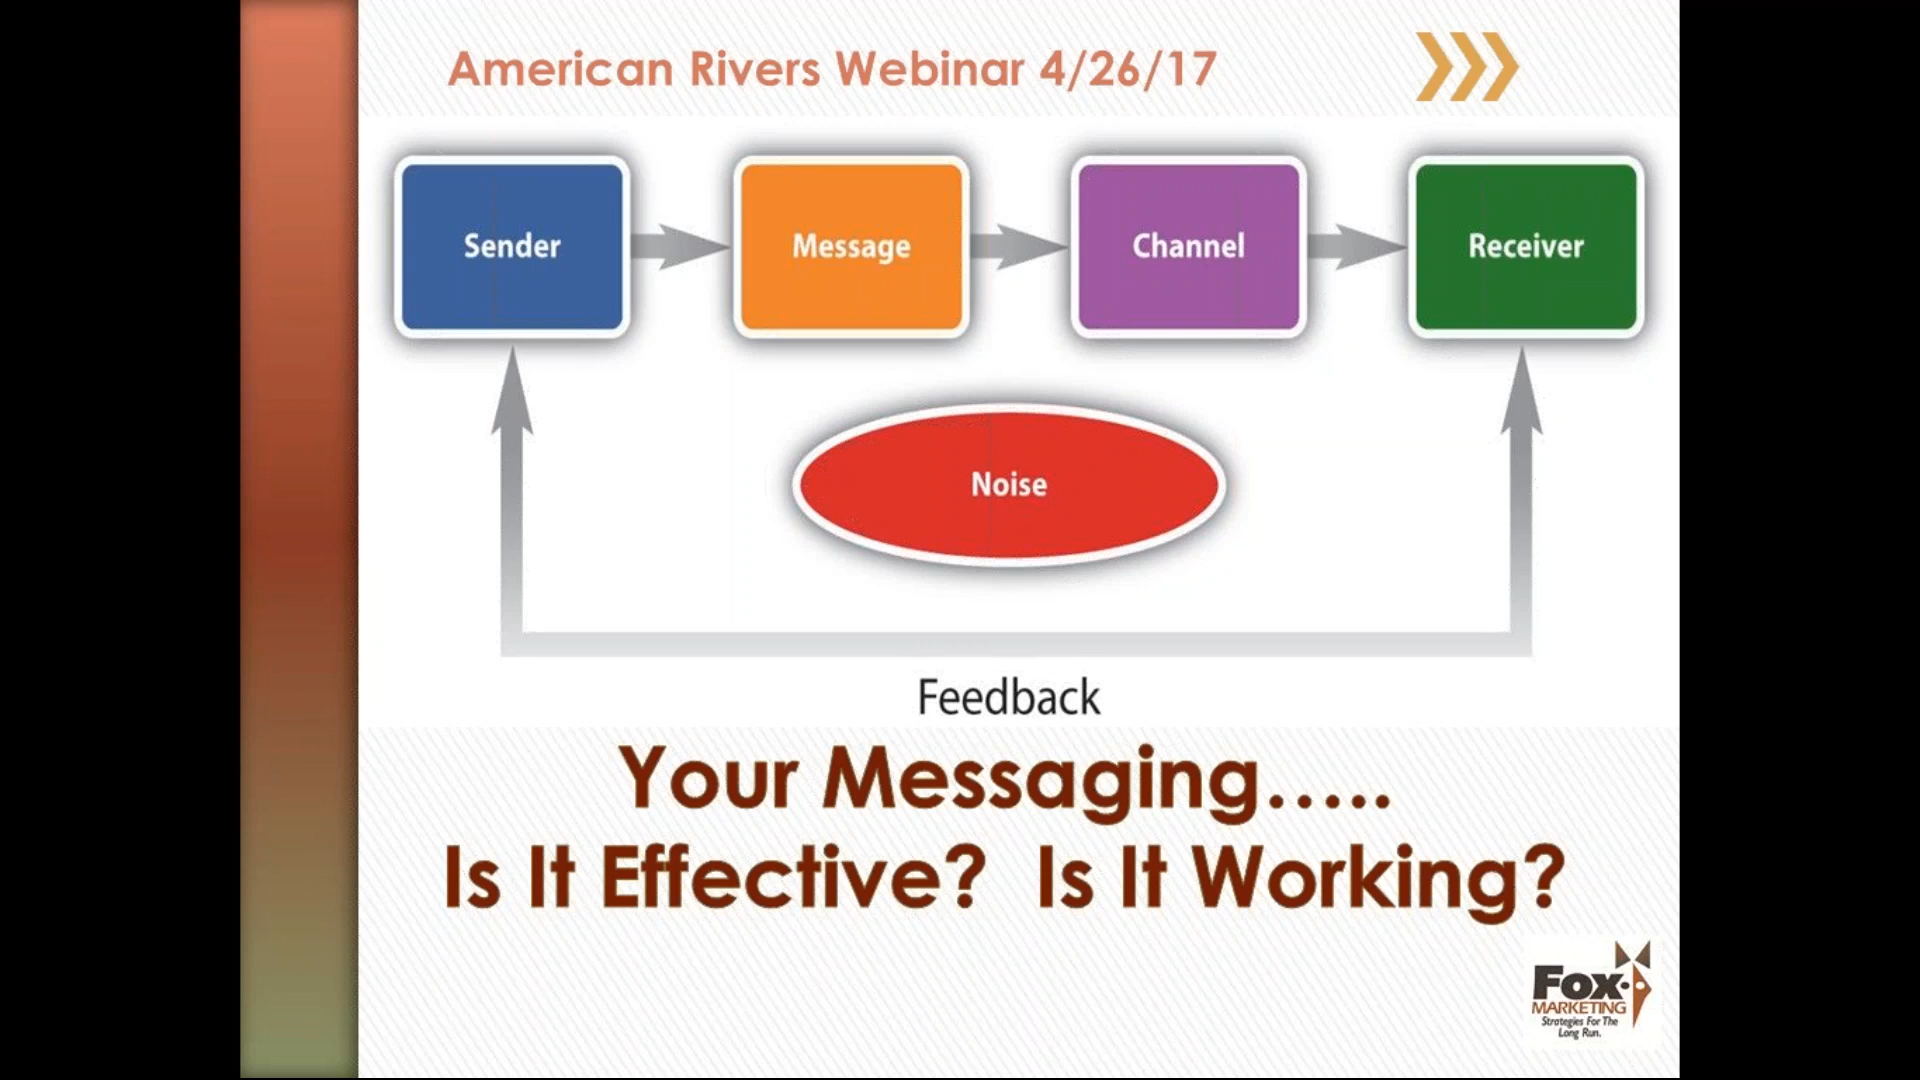 American Rivers Webinar 4/26/17
Sender
Message
Channel
Receiver
Noise
Feedback
Your Messaging.....
Is It Effective?  Is It Working?
Fox
MARKETING
Strategies For The
Long Run.